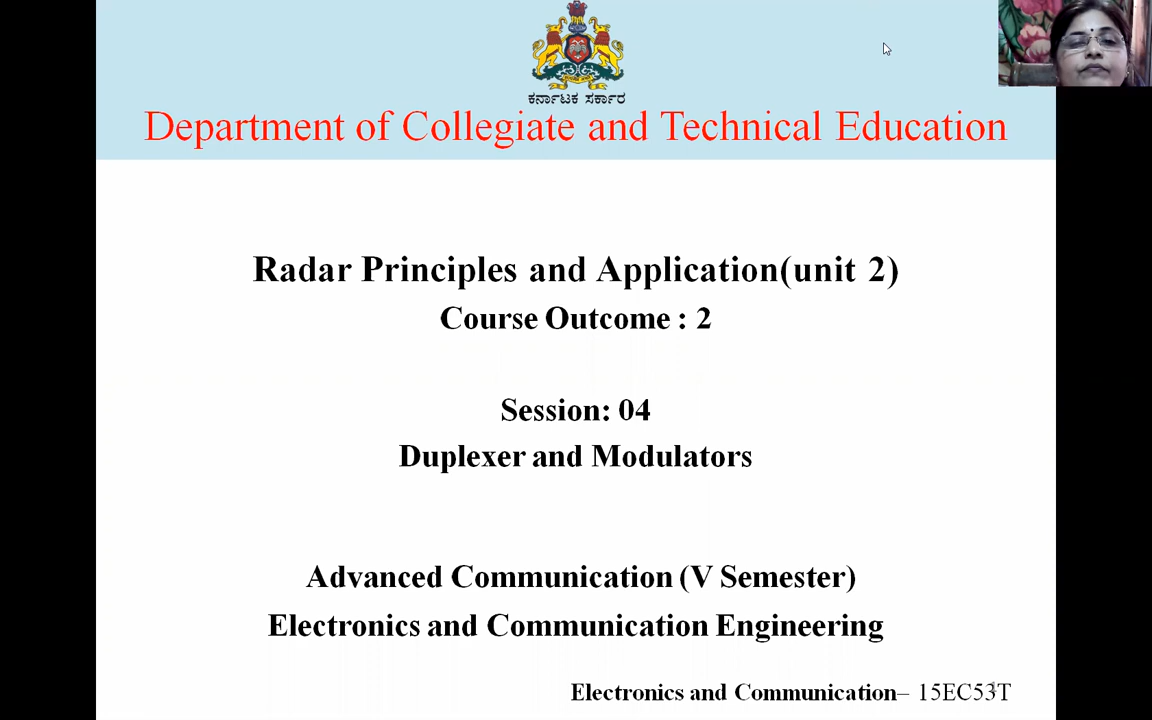 ಕರ್ನಾಟಕ ಸರ್ಕಾರ
Department of Collegiate and Technical Education
Radar Principles and Application(unit 2)
Course Outcome : 2
Session: 04
Duplexer and Modulators
Advanced Communication (V Semester)
Electronics and Communication Engineering
Electronics and Communication– 15EC53T